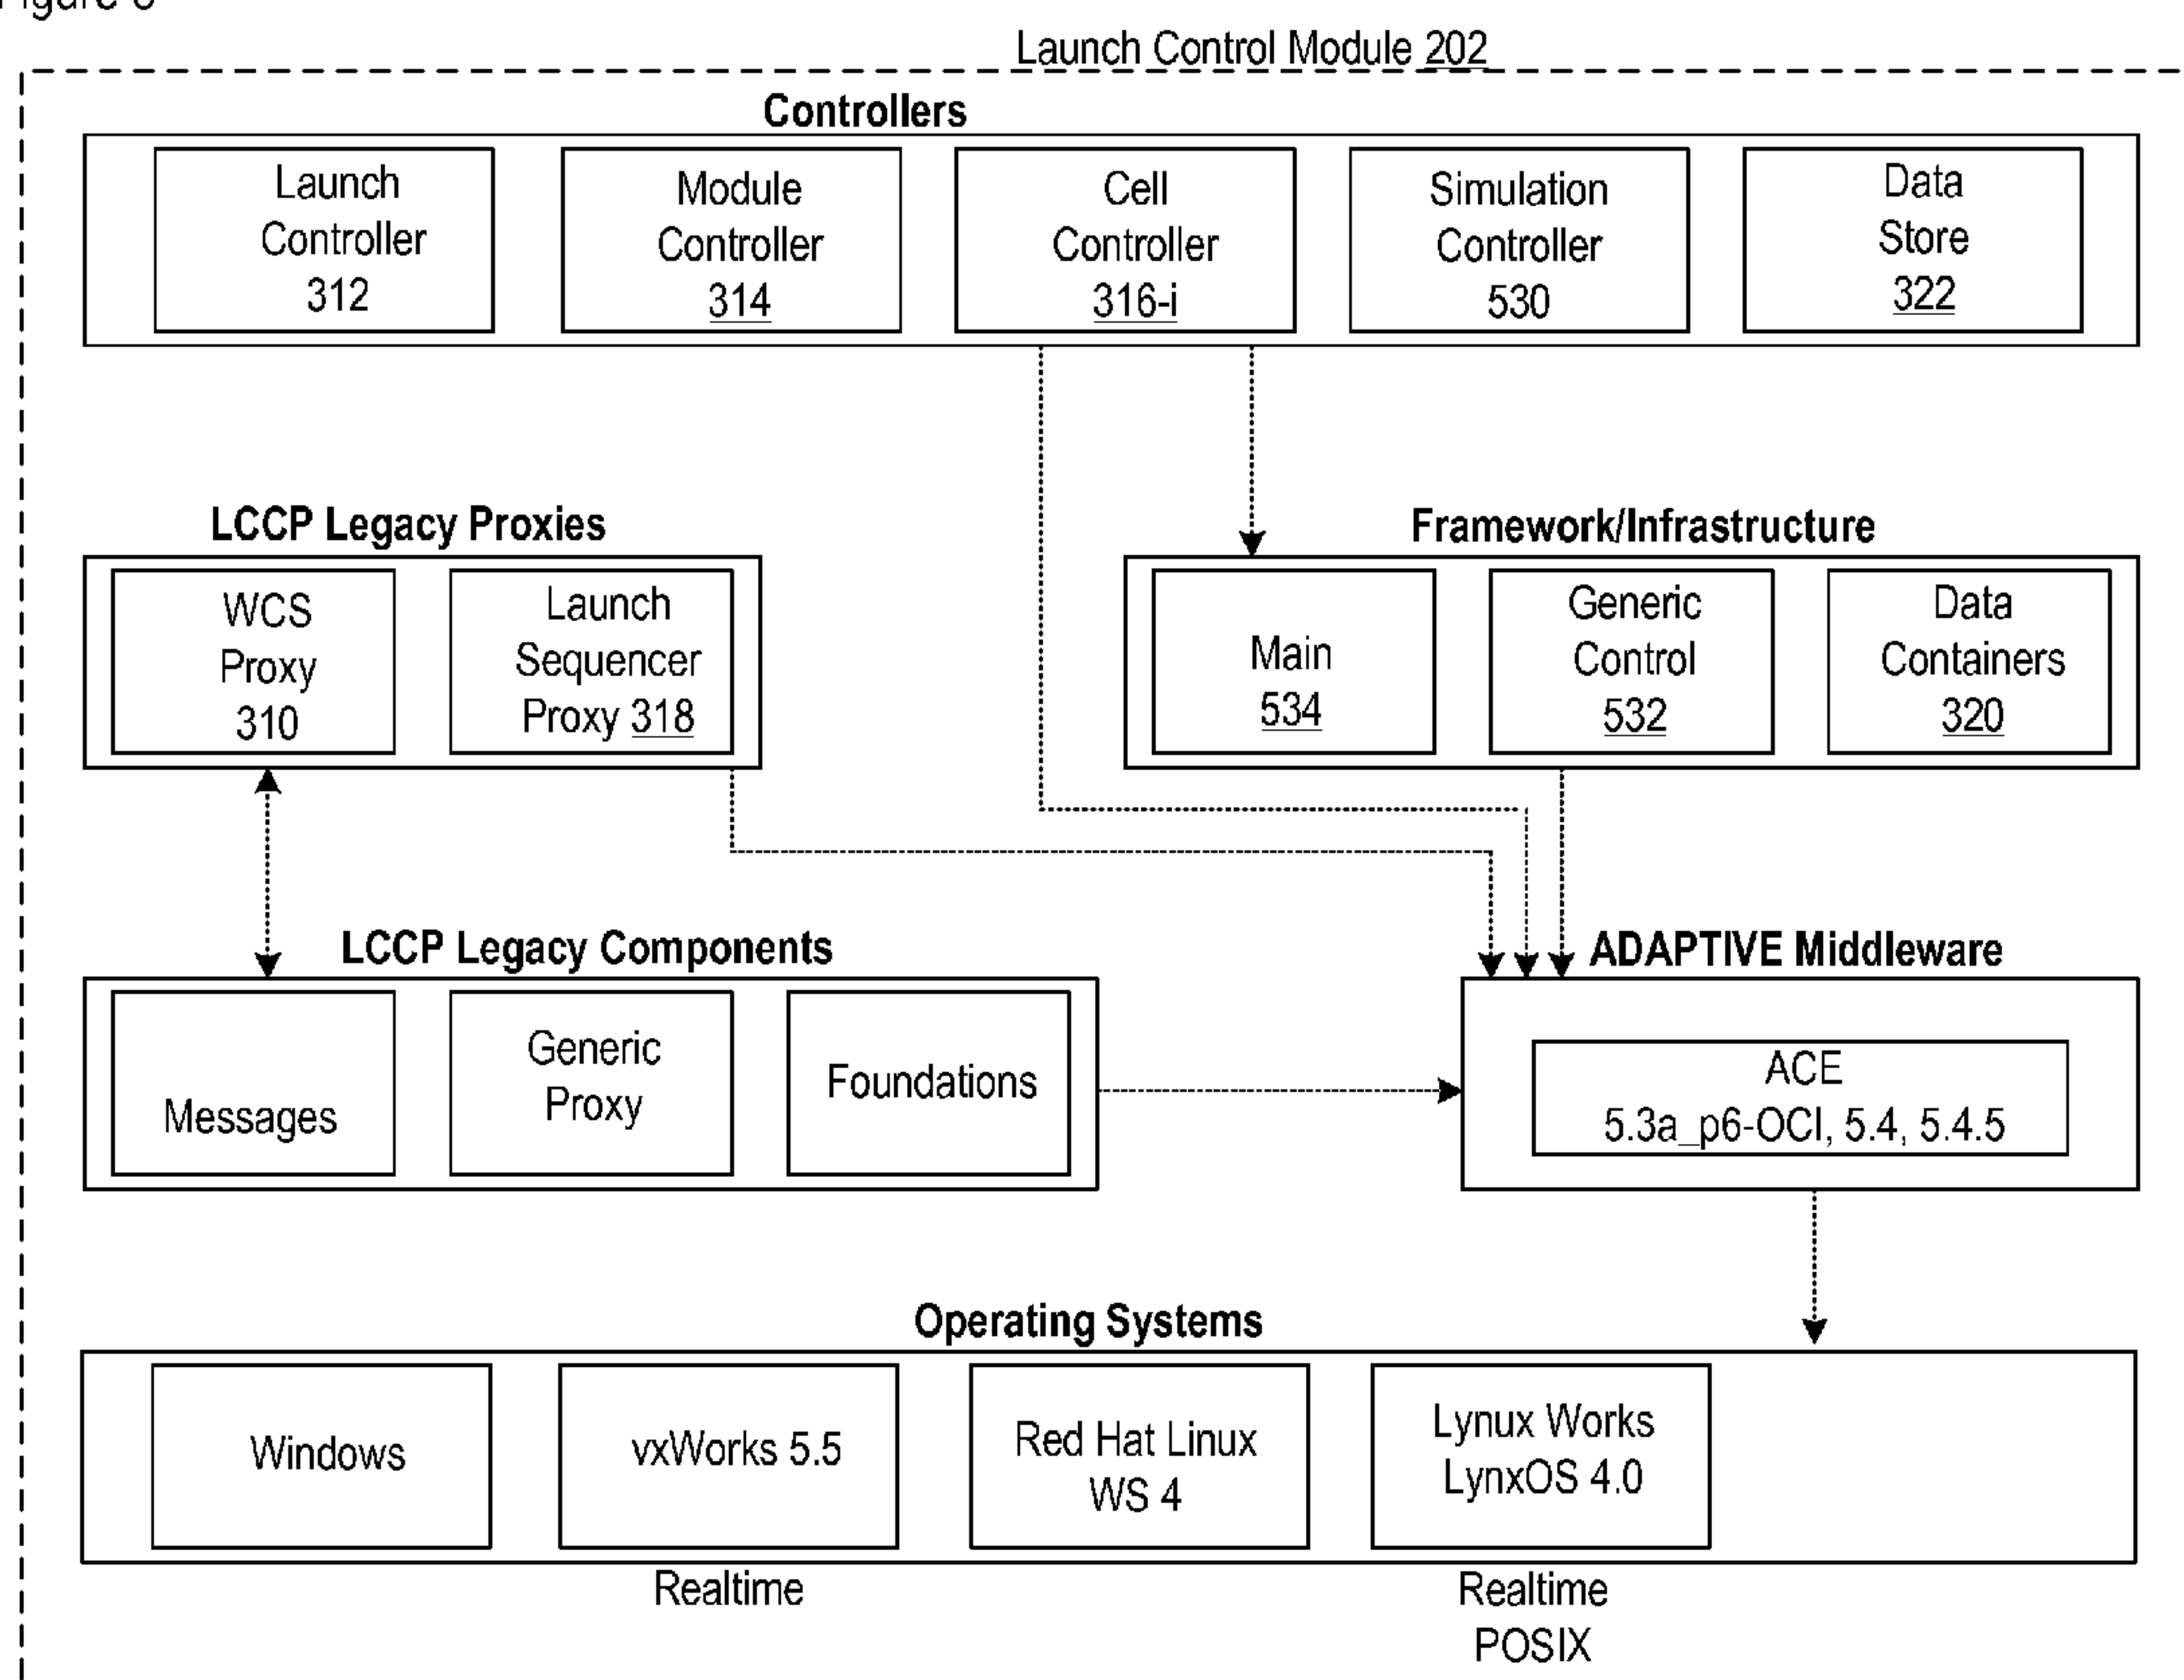 Launch Control Module 202
Controllers
Launch
Controller
312
Module
Controller
314
Cell
Controller
316-i
Simulation
Controller
530
Data
Store
322
LCCP Legacy Proxies
WCS
Proxy
310
Launch
Sequencer
Proxy 318
Framework/Infrastructure
Main
534
Generic
Control
532
Data
Containers
320
LCCP Legacy Components
Messages
Generic
Proxy
Foundations
ADAPTIVE Middleware
ACE
5.3a_p6-OCI, 5.4, 5.4.5
Operating Systems
Windows
vxWorks 5.5
Red Hat Linux
WS 4
Lynux Works
LynxOS 4.0
Realtime
Realtime
POSIX